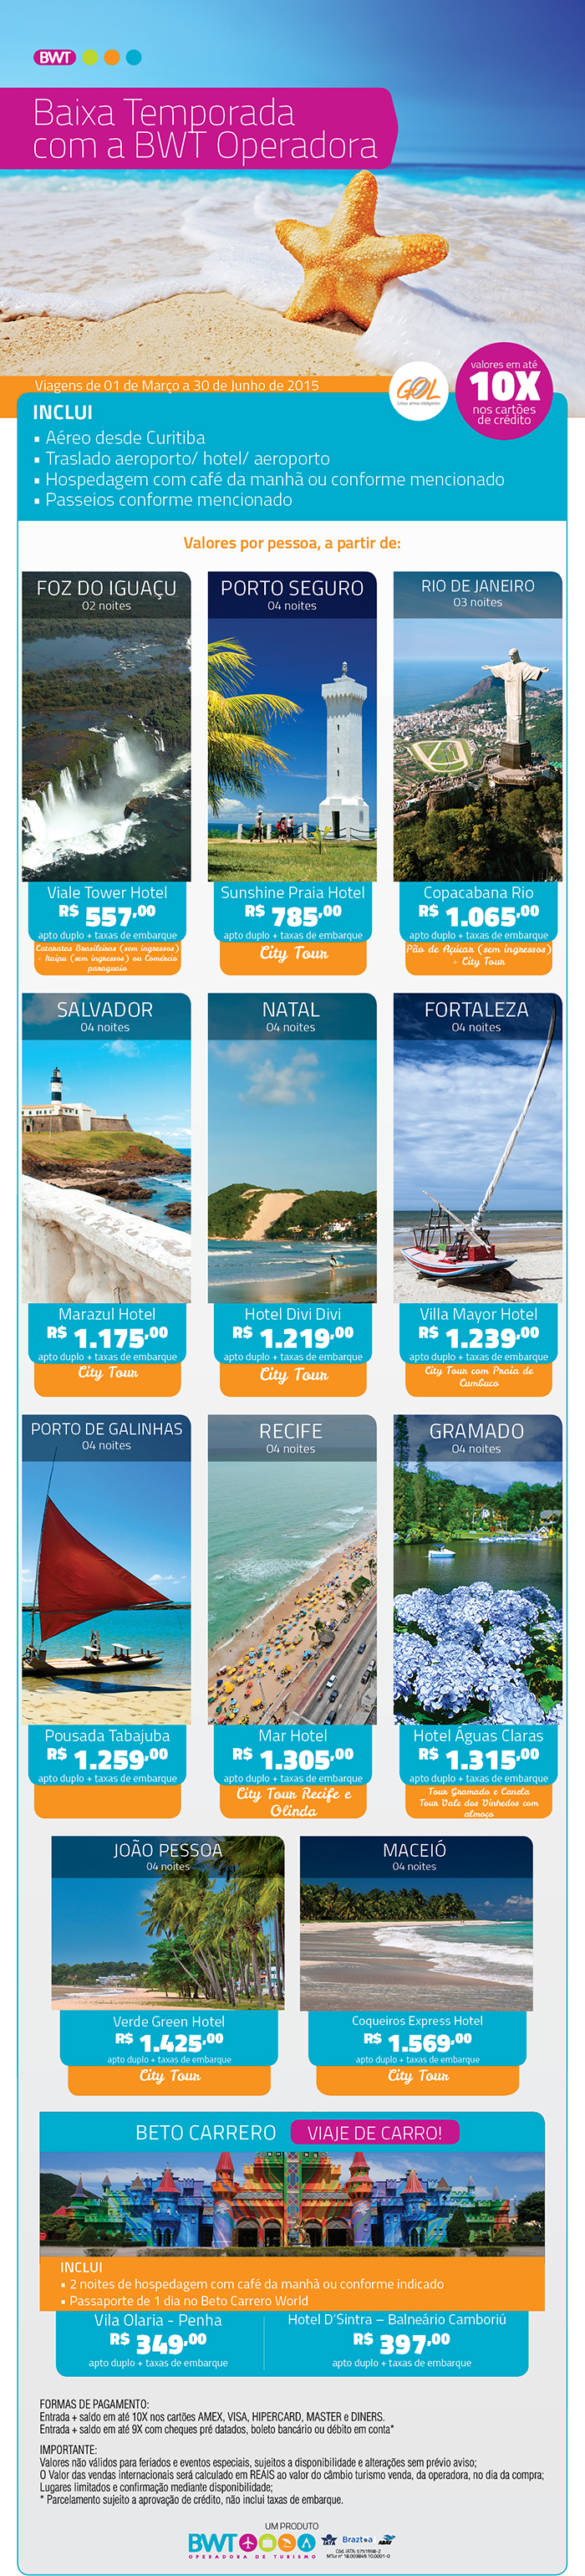 BWT
Baixa Temporada
com a BWT Operadora
Viagens de 01 de Março a 30 de Junho de 2015
GOL
Linhas aéreas inteligentes
valores em até
10X
nos cartões
de crédito
INCLUI
▪ Aéreo desde Curitiba
▪ Traslado aeroporto/ hotel/ aeroporto
▪ Hospedagem com café da manhã ou conforme mencionado
▪ Passeios conforme mencionado
Valores por pessoa, a partir de:
FOZ DO IGUAÇU
02 noites
Viale Tower Hotel
R$ 557,00
apto duplo + taxas de embarque
Cataratas Brasileiras (sem ingressos)
- Itaipu (sem ingressos) ou Comércio
paraguaio
PORTO SEGURO
04 noites
Sunshine Praia Hotel
R$ 785,00
apto duplo + taxas de embarque
City Tour
RIO DE JANEIRO
03 noites
Copacabana Rio
R$ 1.065,00
apto duplo + taxas de embarque
Pão de Açúcar (sem ingressos)
- City Tour
SALVADOR
04 noites
Marazul Hotel
R$ 1.175,00
apto duplo + taxas de embarque
City Tour
NATAL
04 noites
Hotel Divi Divi
R$ 1.219,00
apto duplo + taxas de embarque
City Tour
FORTALEZA
04 noites
Villa Mayor Hotel
R$ 1.239,00
apto duplo + taxas de embarque
City Tour com Praia de
Cumbuco
PORTO DE GALINHAS
04 noites
Pousada Tabajuba
R$ 1.259,00
apto duplo + taxas de embarque
RECIFE
04 noites
Mar Hotel
R$ 1.305,00
apto duplo + taxas de embarque
City Tour Recife e
Olinda
GRAMADO
04 noites
Hotel Águas Claras
R$ 1.315,00
apto duplo + taxas de embarque
Tour Gramado e Canela
Tour Vale dos Vinhedos com
almoço
JOÃO PESSOA
04 noites
Verde Green Hotel
R$ 1.425,00
apto duplo + taxas de embarque
City Tour
MACEIÓ
04 noites
Coqueiros Express Hotel
R$ 1.569,00
apto duplo + taxas de embarque
City Tour
BETO CARRERO VIAJE DE CARRO!
INCLUI
▪ 2 noites de hospedagem com café da manhã ou conforme indicado
▪ Passaporte de 1 dia no Beto Carrero World
Vila Olaria - Penha
R$ 349,00
apto duplo + taxas de embarque
Hotel D'Sintra – Balneário Camboriú
R$ 397,00
apto duplo + taxas de embarque
FORMAS DE PAGAMENTO:
Entrada + saldo em até 10X nos cartões AMEX, VISA, HIPERCARD, MASTER e DINERS.
Entrada + saldo em até 9X com cheques pré datados, boleto bancário ou débito em conta*
IMPORTANTE:
Valores não válidos para feriados e eventos especiais, sujeitos a disponibilidade e alterações sem prévio aviso;
O Valor das vendas internacionais será calculado em REAIS ao valor do câmbio turismo venda, da operadora, no dia da compra;
Lugares limitados e confirmação mediante disponibilidade;
* Parcelamento sujeito a aprovação de crédito, não inclui taxas de embarque.
UM PRODUTO
BWT
OPERADORA DE TURISMO
IATA Braztoa ABAV